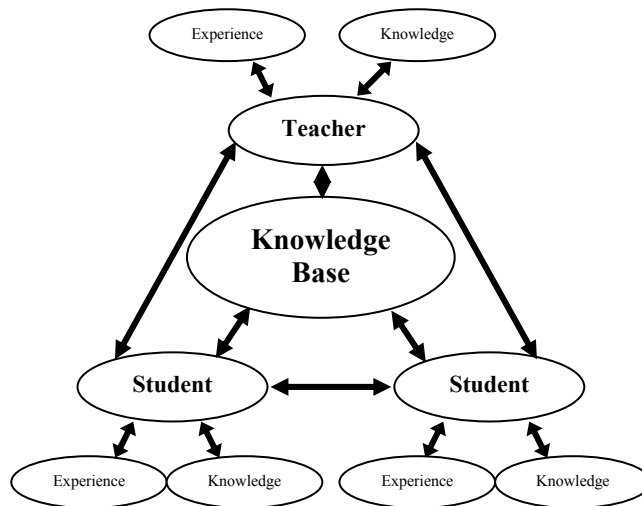 Experience
Knowledge
Teacher
Knowledge
Base
Student
Student
Experience
Knowledge
Experience
Knowledge